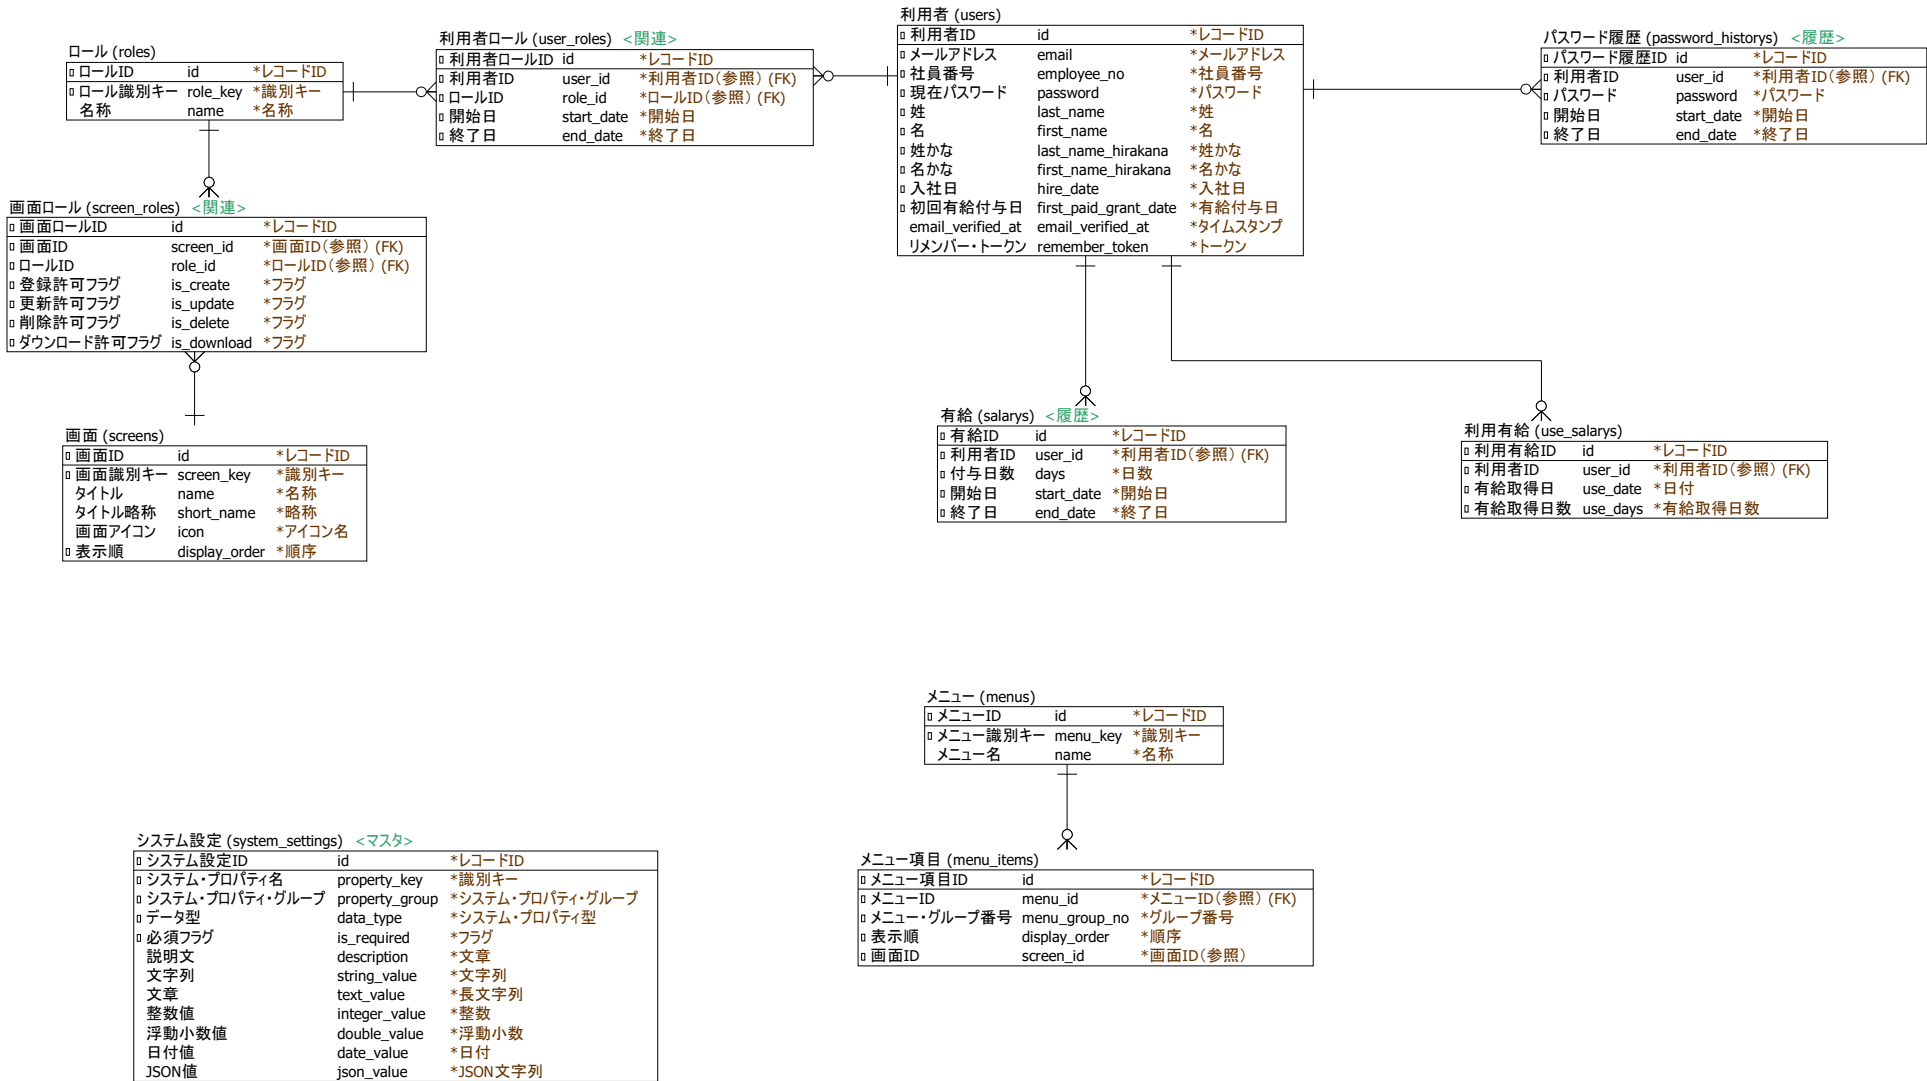 ロール (roles)
ロールID id *レコードID
ロール識別キー role_key *識別キー
名称 name *名称
利用者ロール (user_roles) <関連>
利用者ロールID id *レコードID
利用者ID user_id *利用者ID(参照) (FK)
ロールID role_id *ロールID(参照) (FK)
開始日 start_date *開始日
終了日 end_date *終了日
利用者 (users)
利用者ID id *レコードID
メールアドレス email *メールアドレス
社員番号 employee_no *社員番号
現在パスワード password *パスワード
姓 last_name *姓
名 first_name *名
姓かな last_name_hirakana *姓かな
名かな first_name_hirakana *名かな
入社日 hire_date *入社日
初回有給付与日 first_paid_grant_date *有給付与日
email_verified_at email_verified_at *タイムスタンプ
リメンバー・トークン remember_token *トークン
パスワード履歴 (password_historys) <履歴>
パスワード履歴ID id *レコードID
利用者ID user_id *利用者ID(参照) (FK)
パスワード password *パスワード
開始日 start_date *開始日
終了日 end_date *終了日
画面ロール (screen_roles) <関連>
画面ロールID id *レコードID
画面ID screen_id *画面ID(参照) (FK)
ロールID role_id *ロールID(参照) (FK)
登録許可フラグ is_create *フラグ
更新許可フラグ is_update *フラグ
削除許可フラグ is_delete *フラグ
ダウンロード許可フラグ is_download *フラグ
画面 (screens)
画面ID id *レコードID
画面識別キー screen_key *識別キー
タイトル name *名称
タイトル略称 short_name *略称
画面アイコン icon *アイコン名
表示順 display_order *順序
有給 (salarys) <履歴>
有給ID id *レコードID
利用者ID user_id *利用者ID(参照) (FK)
付与日数 days *日数
開始日 start_date *開始日
終了日 end_date *終了日
利用有給 (use_salarys)
利用有給ID id *レコードID
利用者ID user_id *利用者ID(参照) (FK)
有給取得日 use_date *日付
有給取得日数 use_days *有給取得日数
メニュー (menus)
メニューID id *レコードID
メニュー識別キー menu_key *識別キー
メニュー名 name *名称
メニュー項目 (menu_items)
メニュー項目ID id *レコードID
メニューID menu_id *メニューID(参照) (FK)
メニュー・グループ番号 menu_group_no *グループ番号
表示順 display_order *順序
画面ID screen_id *画面ID(参照)
システム設定 (system_settings) <マスタ>
システム設定ID id *レコードID
システム・プロパティ名 property_key *識別キー
システム・プロパティ・グループ property_group *システム・プロパティ・グループ
データ型 data_type *システム・プロパティ型
必須フラグ is_required *フラグ
説明文 description *文章
文字列 string_value *文字列
文章 text_value *長文字列
整数値 integer_value *整数
浮動小数値 double_value *浮動小数
日付値 date_value *日付
JSON値 json_value *JSON文字列